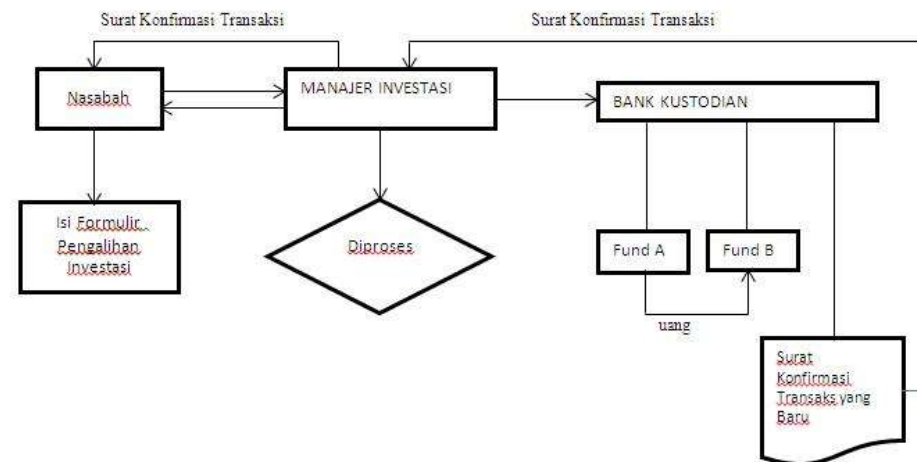 Surat Konfirmasi Transaksi
Surat Konfirmasi Transaksi
Nasabah
MANAJER INVESTASI
BANK KUSTODIAN
Isi Formulir
Pengalihan
Investasi
Diproses
Fund A
Fund B
uang
Surat
Konfirmasi
Transaks yang
Baru